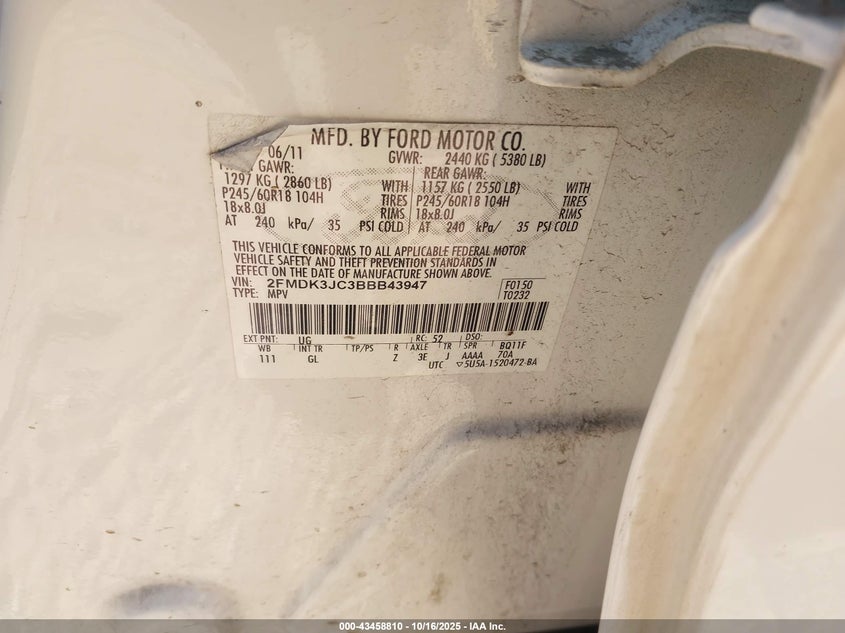 MFD. BY FORD MOTOR CO.
06/11 GVWR: 2440 KG ( 5380 LB)
GAWR: REAR GAWR:
1297 KG ( 2860 LB) WITH 1157 KG ( 2550 LB) WITH
P245/60R18 104H TIRES P245/60R18 104H TIRES
18x8.0J RIMS 18x8.0J RIMS
AT 240 kPa/ 35 PSI COLD AT 240 kPa/ 35 PSI COLD
THIS VEHICLE CONFORMS TO ALL APPLICABLE FEDERAL MOTOR
VEHICLE SAFETY AND THEFT PREVENTION STANDARDS IN
EFFECT ON THE DATE OF MANUFACTURE SHOWN ABOVE.
VIN: 2FMDK3JC3BBB43947 F0150
TYPE: MPV T0232
EXT PNT: UG RC: 52 DSO:
WB INT TR TP/PS R AXLE TR SPR BQ11F
111 GL Z 3E J AAAA 70A
UTC ▽5U5A-1520472-BA
000-43458810 - 10/16/2025 - IAA Inc.